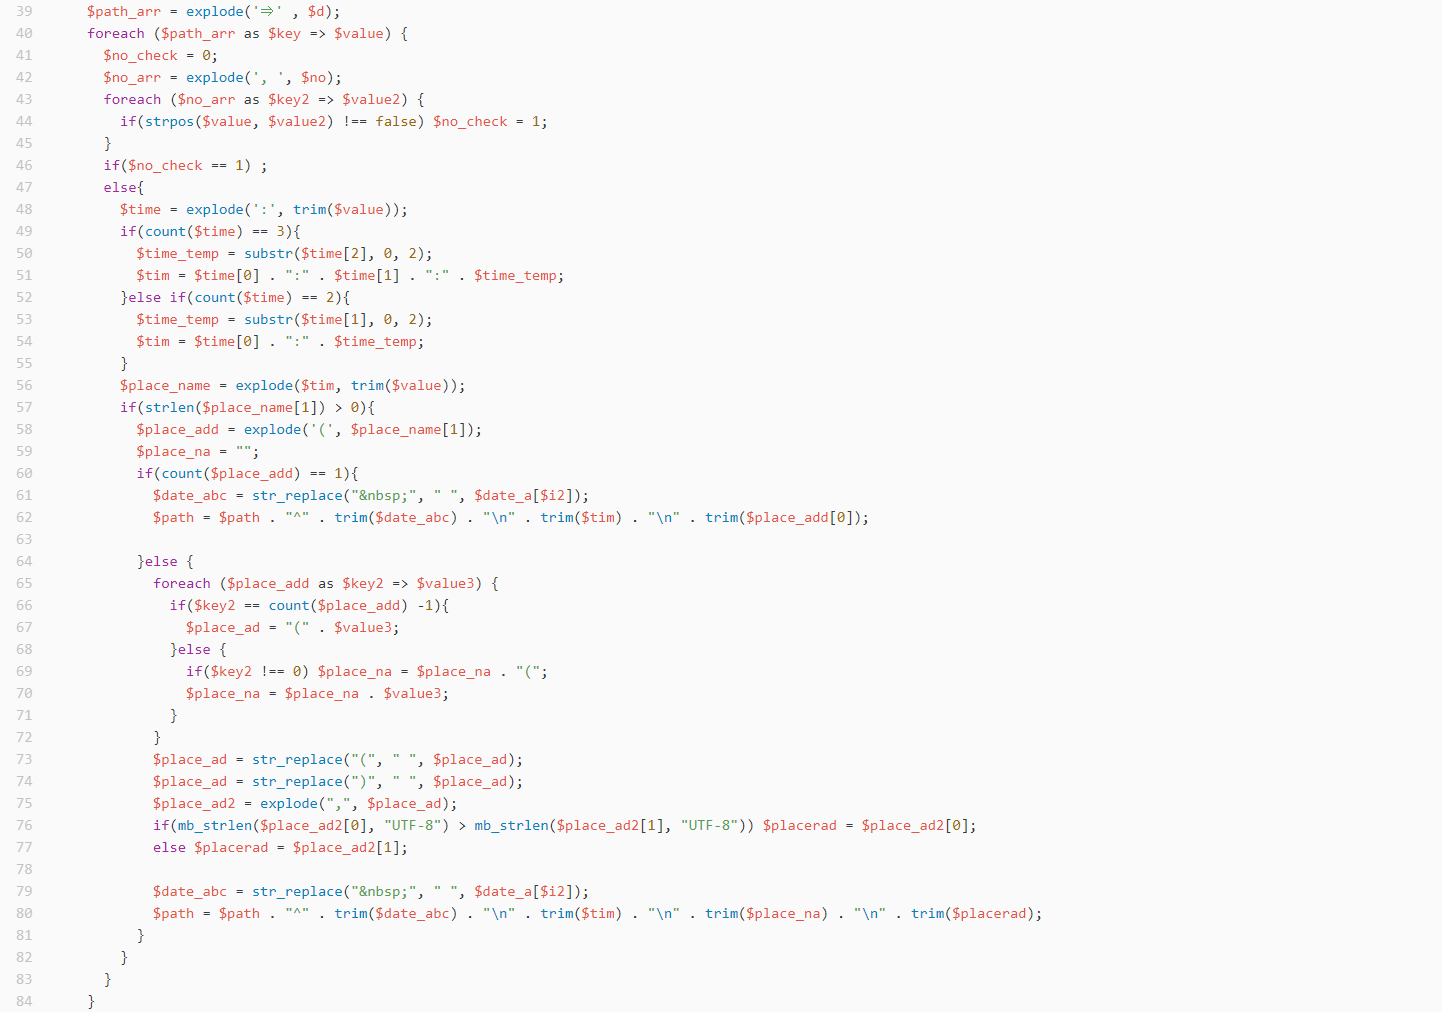 39 $path_arr = explode('⇒' , $d);
40 foreach ($path_arr as $key => $value) {
41 $no_check = 0;
42 $no_arr = explode(', ', $no);
43 foreach ($no_arr as $key2 => $value2) {
44 if(strpos($value, $value2) !== false) $no_check = 1;
45 }
46 if($no_check == 1) ;
47 else{
48 $time = explode(':', trim($value));
49 if(count($time) == 3){
50 $time_temp = substr($time[2], 0, 2);
51 $tim = $time[0] . ":" . $time[1] . ":" . $time_temp;
52 }else if(count($time) == 2){
53 $time_temp = substr($time[1], 0, 2);
54 $tim = $time[0] . ":" . $time_temp;
55 }
56 $place_name = explode($tim, trim($value));
57 if(strlen($place_name[1]) > 0){
58 $place_add = explode('(', $place_name[1]);
59 $place_na = "";
60 if(count($place_add) == 1){
61 $date_abc = str_replace("&nbsp;", " ", $date_a[$i2]);
62 $path = $path . "^" . trim($date_abc) . "\n" . trim($tim) . "\n" . trim($place_add[0]);
63
64 }else {
65 foreach ($place_add as $key2 => $value3) {
66 if($key2 == count($place_add) -1){
67 $place_ad = "(" . $value3;
68 }else {
69 if($key2 !== 0) $place_na = $place_na . "(";
70 $place_na = $place_na . $value3;
71 }
72 }
73 $place_ad = str_replace("(", " ", $place_ad);
74 $place_ad = str_replace(")", " ", $place_ad);
75 $place_ad2 = explode(",", $place_ad);
76 if(mb_strlen($place_ad2[0], "UTF-8") > mb_strlen($place_ad2[1], "UTF-8")) $placerad = $place_ad2[0];
77 else $placerad = $place_ad2[1];
78
79 $date_abc = str_replace("&nbsp;", " ", $date_a[$i2]);
80 $path = $path . "^" . trim($date_abc) . "\n" . trim($tim) . "\n" . trim($place_na) . "\n" . trim($placerad);
81 }
82 }
83 }
84 }